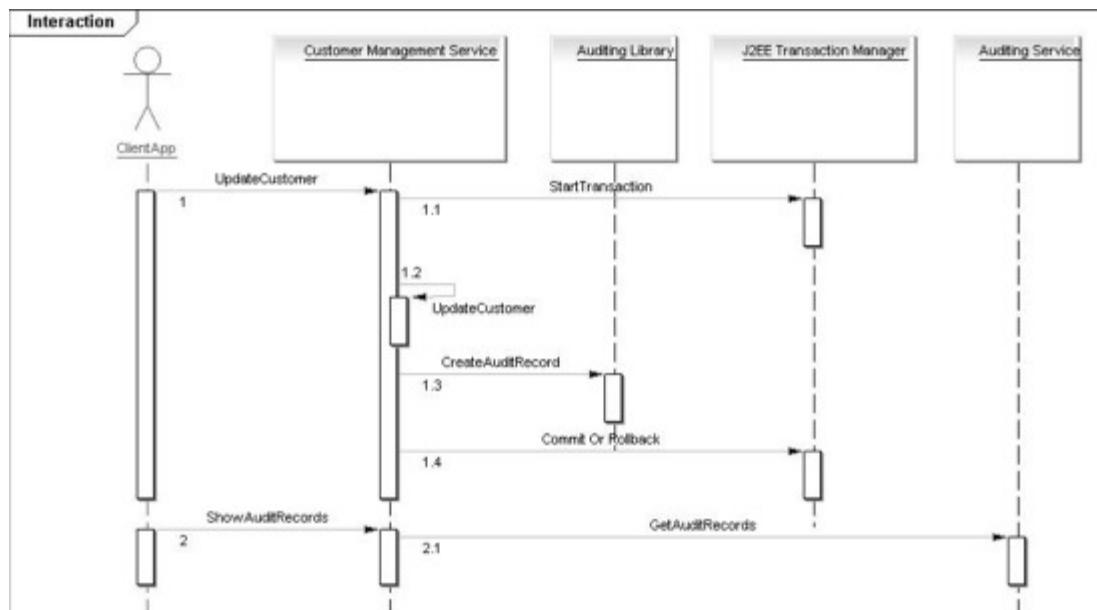 Interaction
Customer Management Service
Auditing Library
J2EE Transaction Manager
Auditing Service
ClientApp
UpdateCustomer
1
StartTransaction
1.1
1.2
UpdateCustomer
CreateAuditRecord
1.3
Commit Or Rollback
1.4
ShowAuditRecords
2
GetAuditRecords
2.1